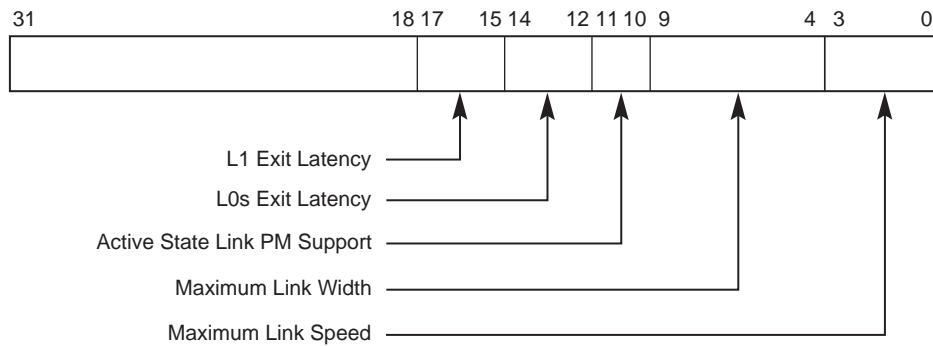 31 18 17 15 14 12 11 10 9 4 3 0
L1 Exit Latency
L0s Exit Latency
Active State Link PM Support
Maximum Link Width
Maximum Link Speed